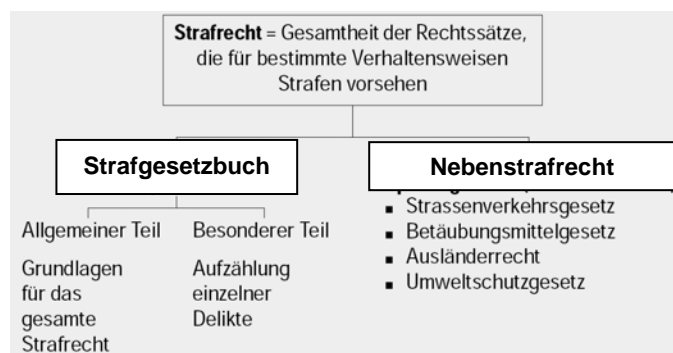 Strafrecht = Gesamtheit der Rechtssätze,
die für bestimmte Verhaltensweisen
Strafen vorsehen
Strafgesetzbuch
Nebenstrafrecht
Allgemeiner Teil
Grundlagen
für das
gesamte
Strafrecht
Besonderer Teil
Aufzählung
einzelner
Delikte
▪ Strassenverkehrsgesetz
▪ Betäubungsmittelgesetz
▪ Ausländerrecht
▪ Umweltschutzgesetz